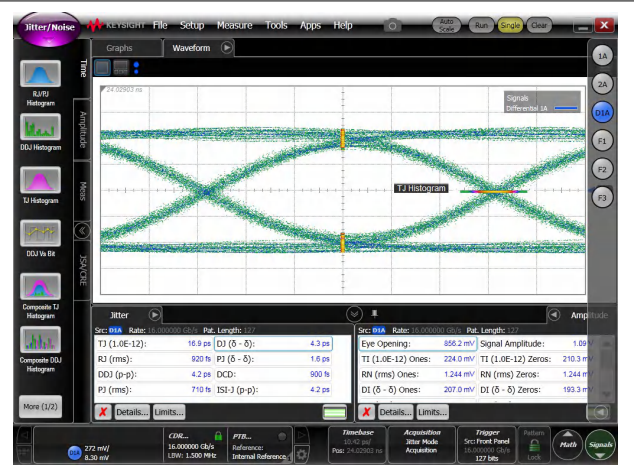 Jitter/Noise
KEYSIGHT File Setup Measure Tools Apps Help
Auto Scale
Run
Single
Clear
Graphs
Waveform
Time
Amplitude
Meas
JSA/CRE
RJ/PJ
Histogram
DDJ Histogram
TJ Histogram
DDJ Vs Bit
Composite TJ
Histogram
Composite DDJ
Histogram
More (1/2)
24.02903 ns
Signals
Differential 1A
TJ Histogram
1A
2A
D1A
F1
F2
F3
Jitter
Amplitude
Src: D1A Rate: 16.000000 Gb/s Pat. Length: 127
TJ (1.0E-12): 16.9 ps DJ (δ - δ): 4.3 ps
RJ (rms): 920 fs PJ (δ - δ): 1.6 ps
DDJ (p-p): 4.2 ps DCD: 900 fs
PJ (rms): 710 fs ISI-J (p-p): 4.2 ps
Details... Limits...
Src: D1A Rate: 16.000000 Gb/s Pat. Length: 127
Eye Opening: 856.2 mV Signal Amplitude: 1.09 V
TI (1.0E-12) Ones: 224.0 mV TI (1.0E-12) Zeros: 210.3 mV
RN (rms) Ones: 1.244 mV RN (rms) Zeros: 1.244 mV
DI (δ - δ) Ones: 207.0 mV DI (δ - δ) Zeros: 193.3 mV
Details... Limits...
D1A
272 mV/
8.30 mV
CDR...
16.000000 Gb/s
LBW: 1.500 MHz
PTB...
Reference:
Internal Reference
Timebase
10.42 ps/
Pos: 24.02903 ns
Acquisition
Jitter Mode
Acquisition
Trigger
Src: Front Panel
16.000000 Gb/s
127 bits
Pattern
Lock
Math
Signals